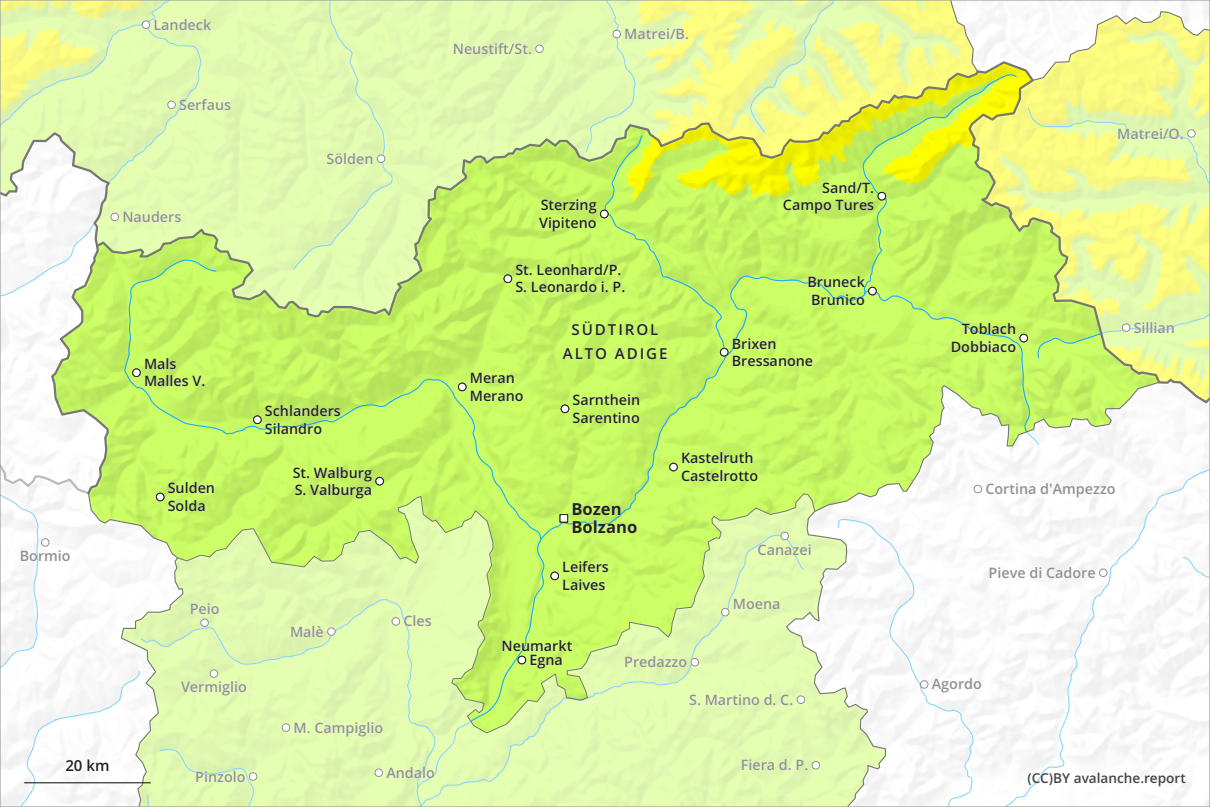 Landeck
Matrei/B.
Neustift/St.
Serfaus
Matrei/O.
Sölden
Nauders
Sand/T.
Campo Tures
Sterzing
Vipiteno
St. Leonhard/P.
S. Leonardo i. P.
Bruneck
Brunico
SÜDTIROL
ALTO ADIGE
Toblach
Dobbiaco
Sillian
Brixen
Bressanone
Mals
Malles V.
Meran
Merano
Sarnthein
Sarentino
Schlanders
Silandro
Kastelruth
Castelrotto
St. Walburg
S. Valburga
Sulden
Solda
Cortina d'Ampezzo
Bozen
Bolzano
Bormio
Canazei
Leifers
Laives
Pieve di Cadore
Peio
Moena
Malè
Cles
Neumarkt
Egna
Predazzo
Vermiglio
Agordo
S. Martino d. C.
M. Campiglio
20 km
Pinzolo
Andalo
Fiera d. P.
(CC)BY avalanche.report